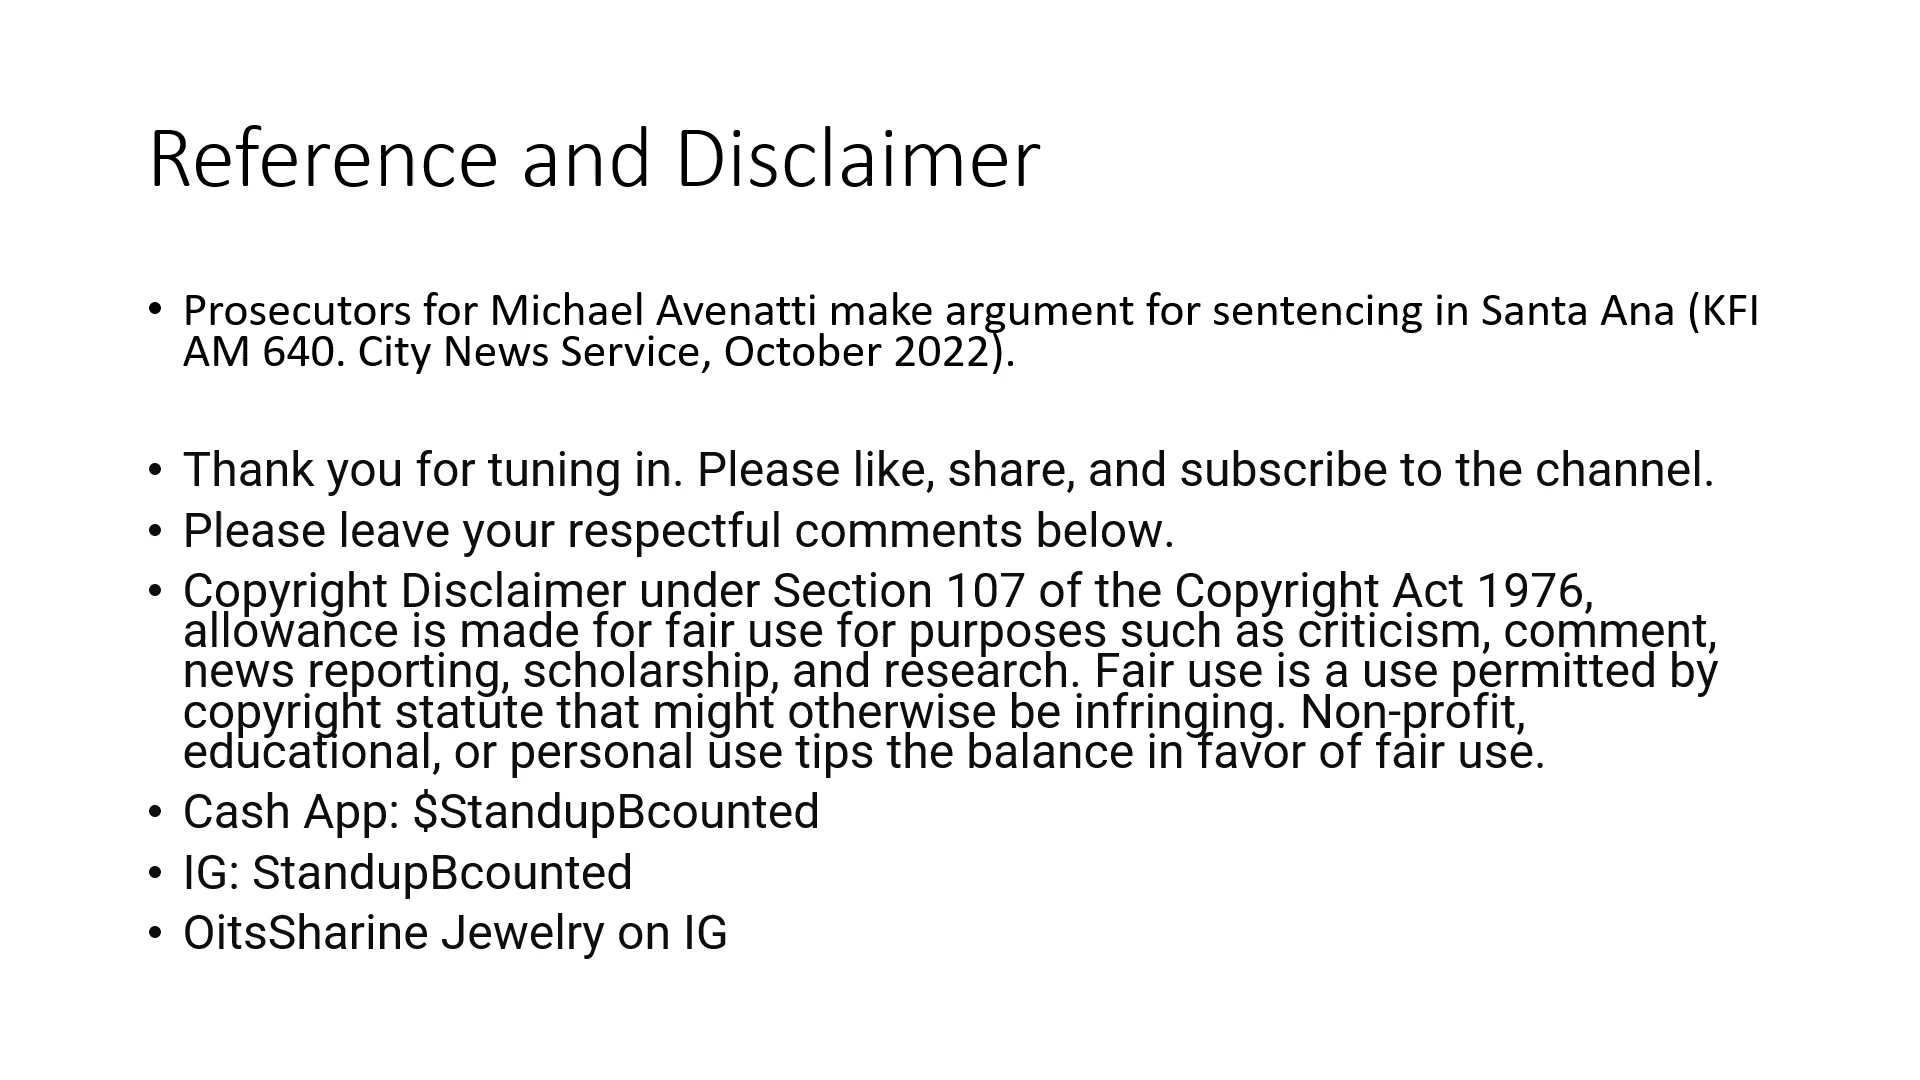 Reference and Disclaimer
• Prosecutors for Michael Avenatti make argument for sentencing in Santa Ana (KFI
AM 640. City News Service, October 2022).
• Thank you for tuning in. Please like, share, and subscribe to the channel.
• Please leave your respectful comments below.
• Copyright Disclaimer under Section 107 of the Copyright Act 1976,
allowance is made for fair use for purposes such as criticism, comment,
news reporting, scholarship, and research. Fair use is a use permitted by
copyright statute that might otherwise be infringing. Non-profit,
educational, or personal use tips the balance in favor of fair use.
• Cash App: $StandupBcounted
• IG: StandupBcounted
• OitsSharine Jewelry on IG